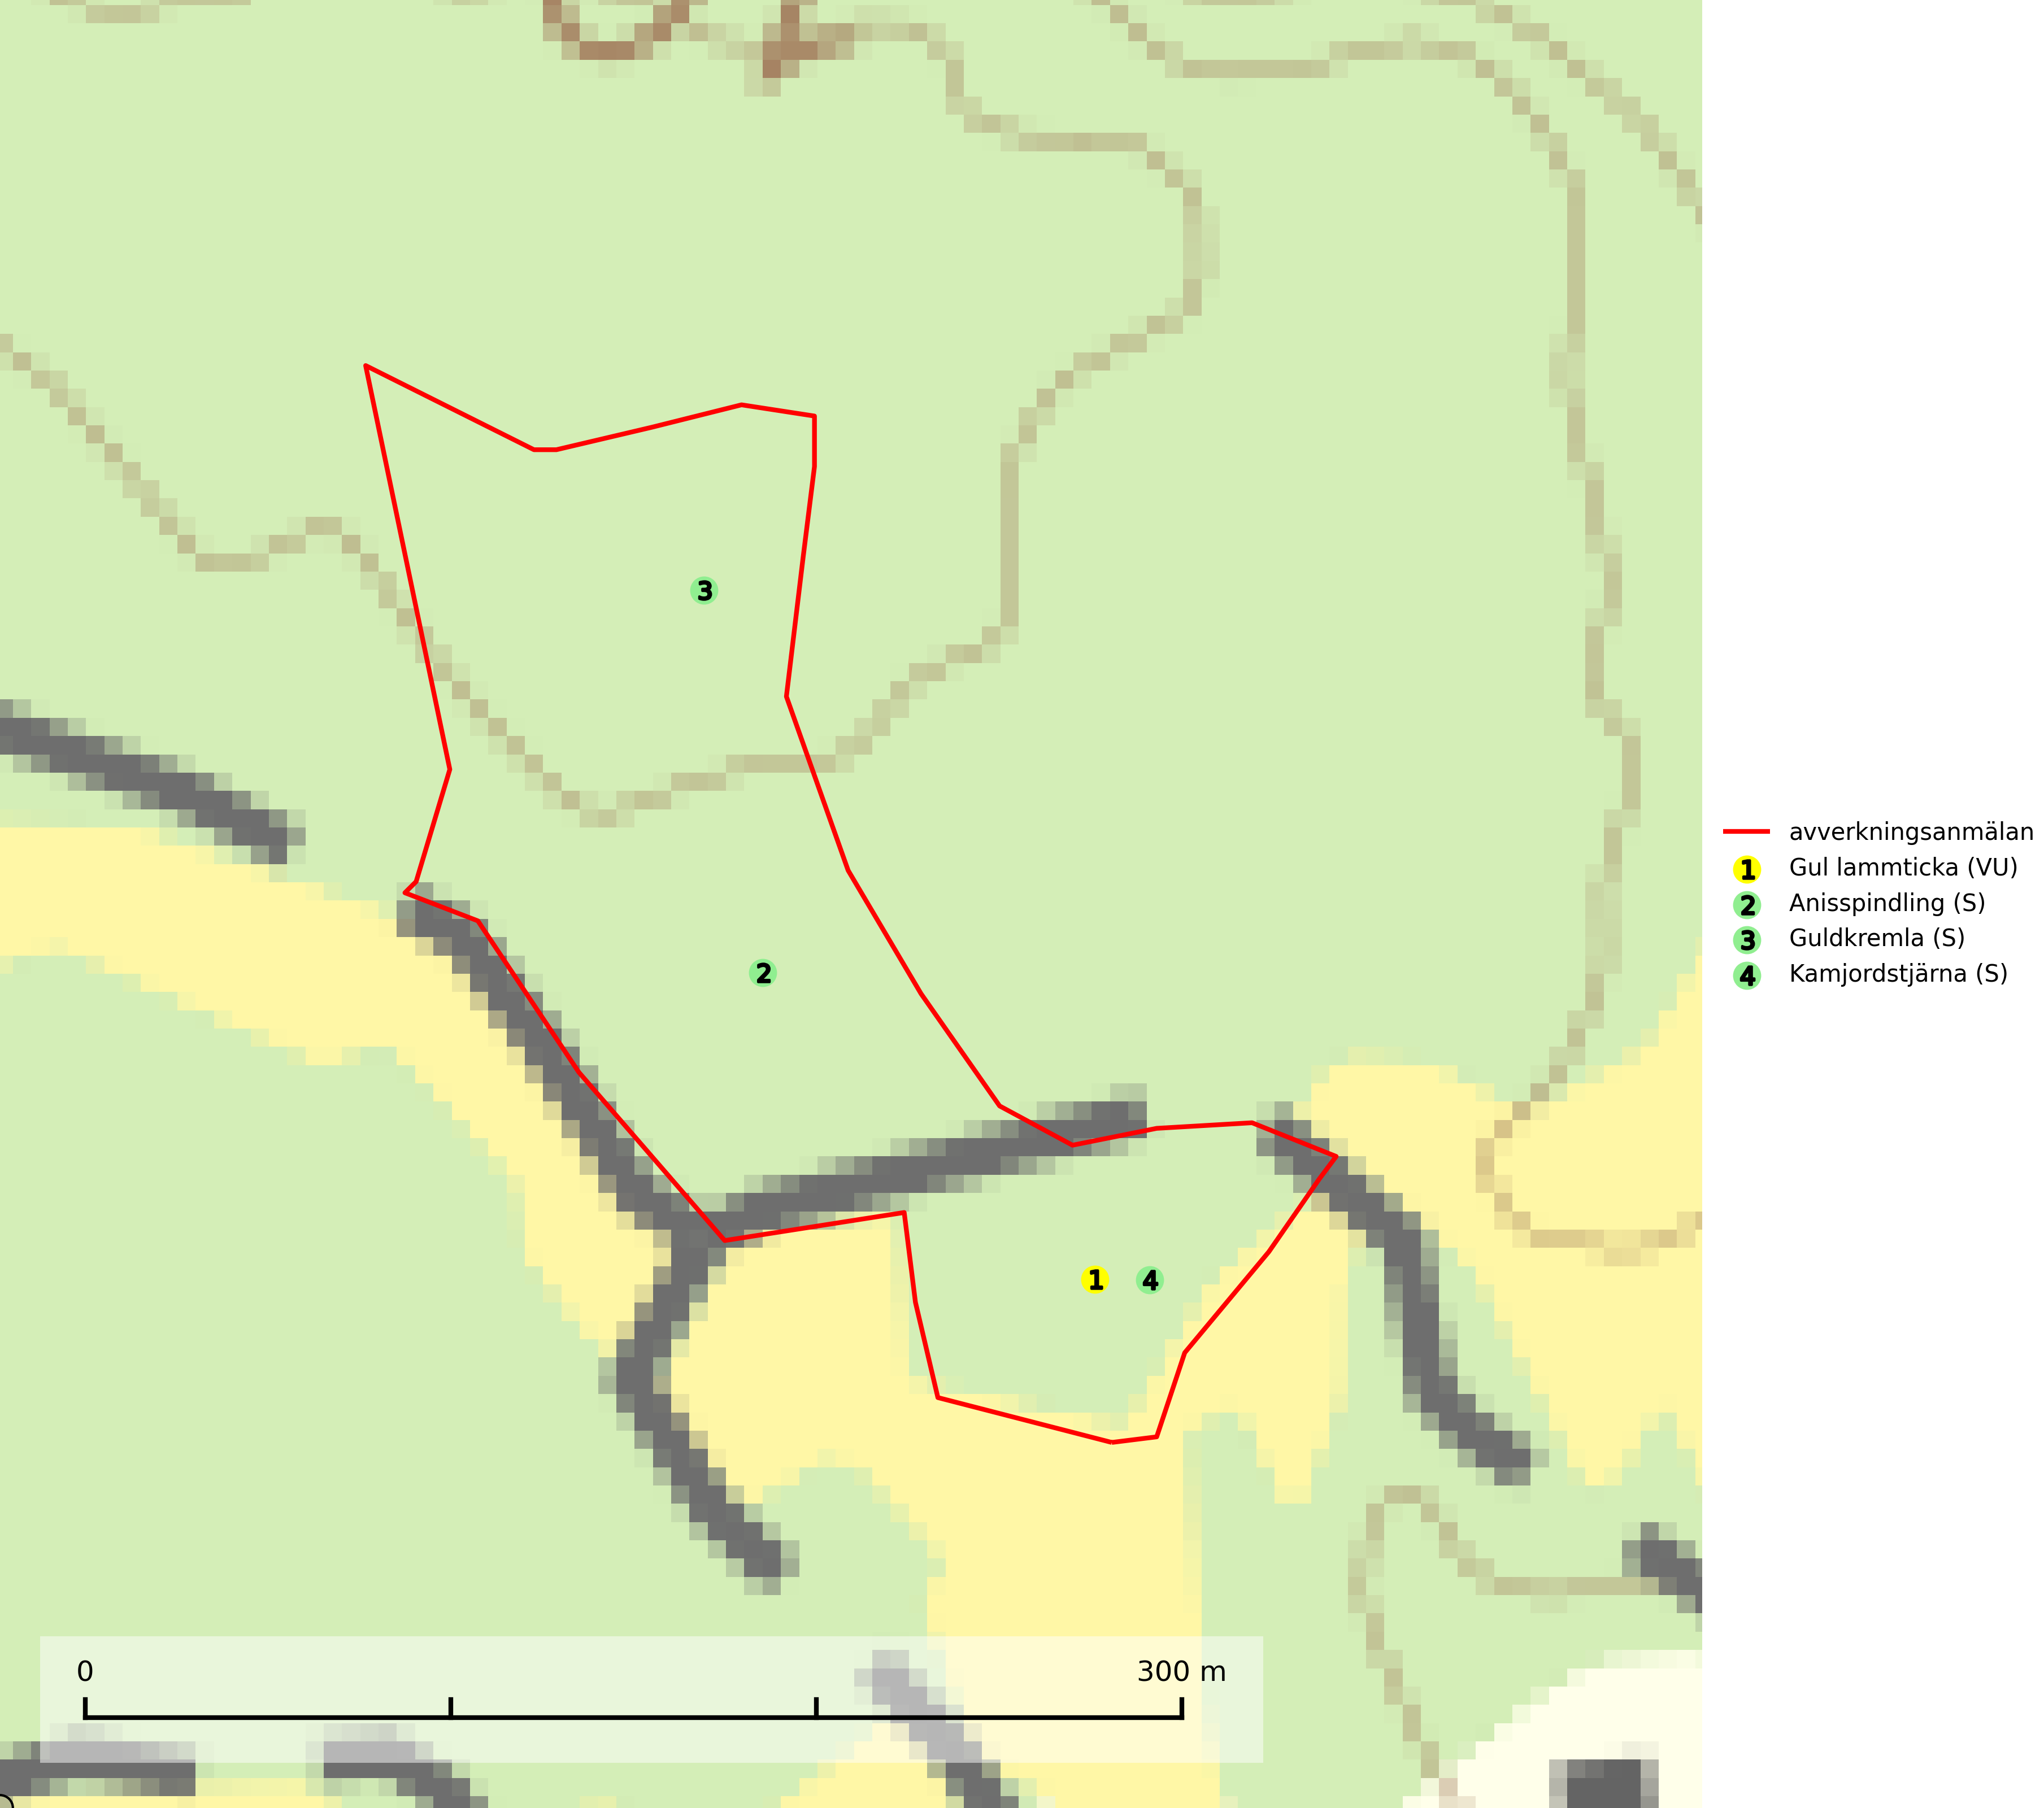 3
2
1 4
avverkningsanmälan
1 Gul lammticka (VU)
2 Anisspindling (S)
3 Guldkremla (S)
4 Kamjordstjärna (S)
0 300 m